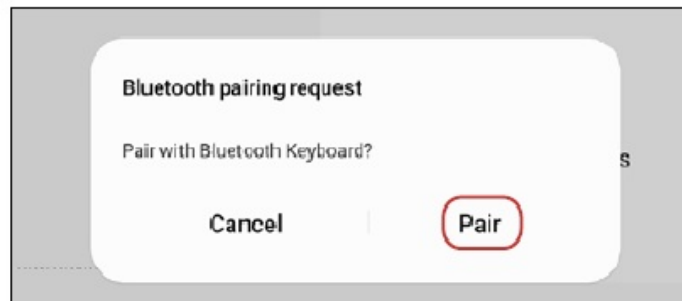 Bluetooth pairing request
Pair with Bluetooth Keyboard?
s
Cancel
Pair